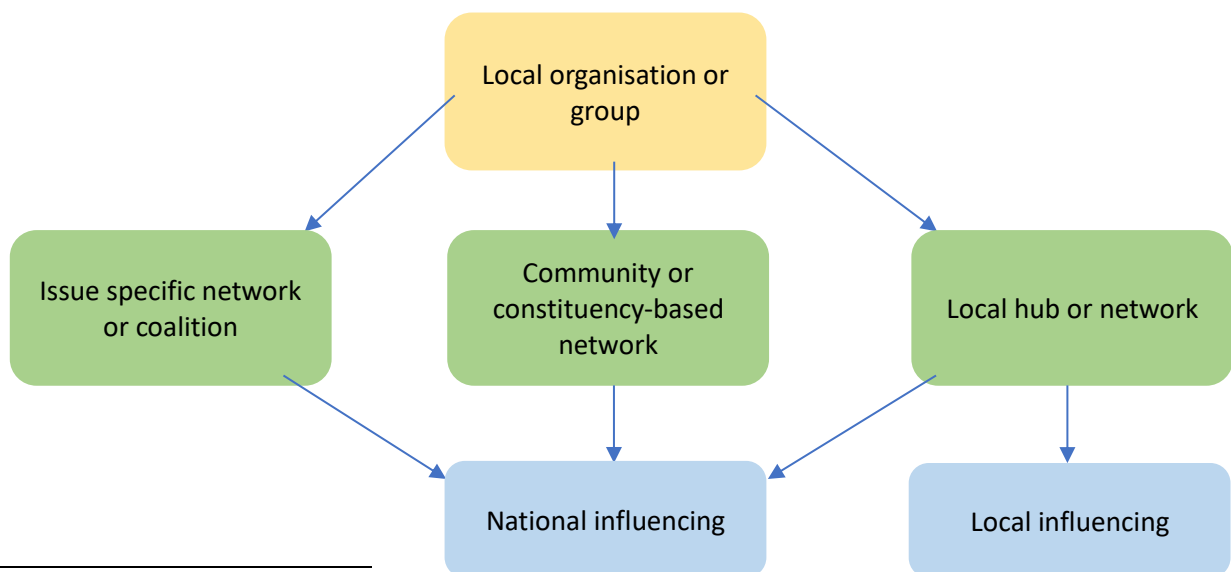 Local organisation or
group
Issue specific network
or coalition
Community or
constituency-based
network
Local hub or network
National influencing
Local influencing